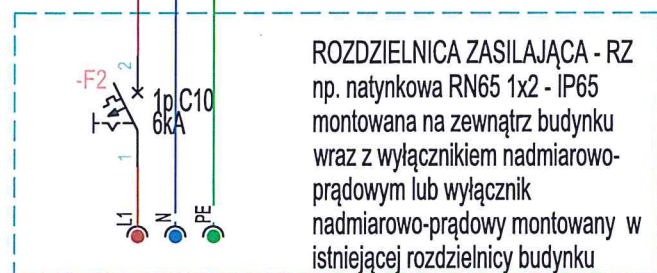 ROZDZIELNICA ZASILAJĄCA - RZ
np. natynkowa RN65 1x2 - IP65
montowana na zewnątrz budynku
wraz z wyłącznikiem nadmiarowo-
prądowym lub wyłącznik
nadmiarowo-prądowy montowany w
istniejącej rozdzielnicy budynku
-F2
2
1p C10
6kA
1
L1
N
PE